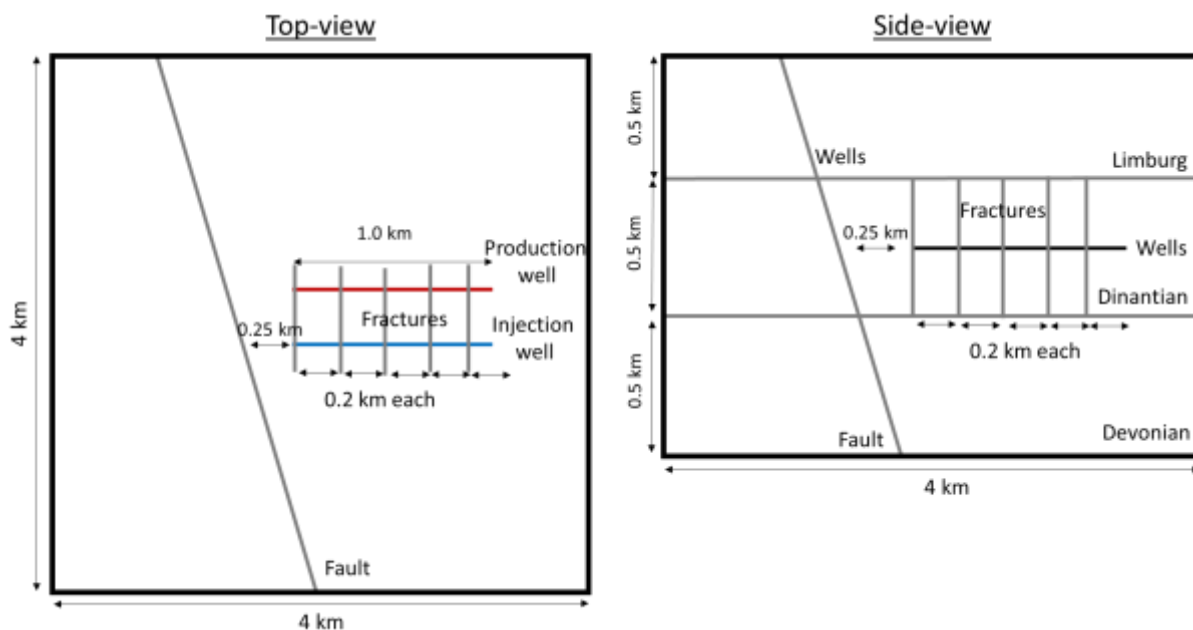 Top-view
4 km
1.0 km
Production
well
Fractures
Injection
well
0.25 km
0.2 km each
Fault
4 km
Side-view
0.5 km
Wells
Limburg
Fractures
0.5 km
0.25 km
Wells
Dinantian
0.2 km each
0.5 km
Fault
Devonian
4 km